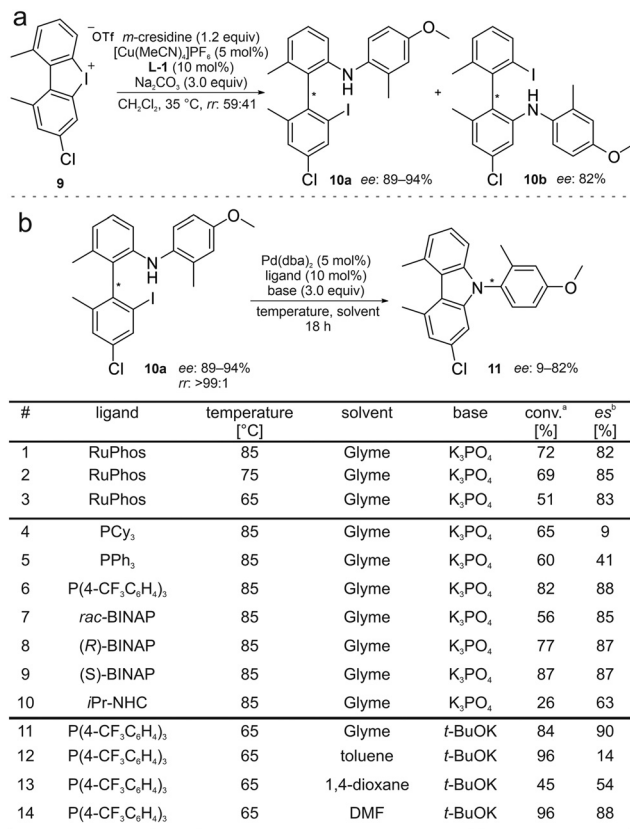 a
−OTf
m-cresidine (1.2 equiv)
[Cu(MeCN)₄]PF₆ (5 mol%)
L-1 (10 mol%)
Na₂CO₃ (3.0 equiv)
CH₂Cl₂, 35 °C, rr: 59:41
I+
Cl
9
O
N
H
I
Cl
10a ee: 89–94%
+
*
I
H
N
O
Cl
10b ee: 82%
*
b
O
N
H
I
Cl
*
10a ee: 89–94%
rr: >99:1
Pd(dba)₂ (5 mol%)
ligand (10 mol%)
base (3.0 equiv)
temperature, solvent
18 h
N
*
O
Cl
11 ee: 9–82%
# ligand temperature solvent base conv.ᵃ esᵇ
[°C] [%] [%]
1 RuPhos 85 Glyme K₃PO₄ 72 82
2 RuPhos 75 Glyme K₃PO₄ 69 85
3 RuPhos 65 Glyme K₃PO₄ 51 83
4 PCy₃ 85 Glyme K₃PO₄ 65 9
5 PPh₃ 85 Glyme K₃PO₄ 60 41
6 P(4-CF₃C₆H₄)₃ 85 Glyme K₃PO₄ 82 88
7 rac-BINAP 85 Glyme K₃PO₄ 56 85
8 (R)-BINAP 85 Glyme K₃PO₄ 77 87
9 (S)-BINAP 85 Glyme K₃PO₄ 87 87
10 iPr-NHC 85 Glyme K₃PO₄ 26 63
11 P(4-CF₃C₆H₄)₃ 65 Glyme t-BuOK 84 90
12 P(4-CF₃C₆H₄)₃ 65 toluene t-BuOK 96 14
13 P(4-CF₃C₆H₄)₃ 65 1,4-dioxane t-BuOK 45 54
14 P(4-CF₃C₆H₄)₃ 65 DMF t-BuOK 96 88